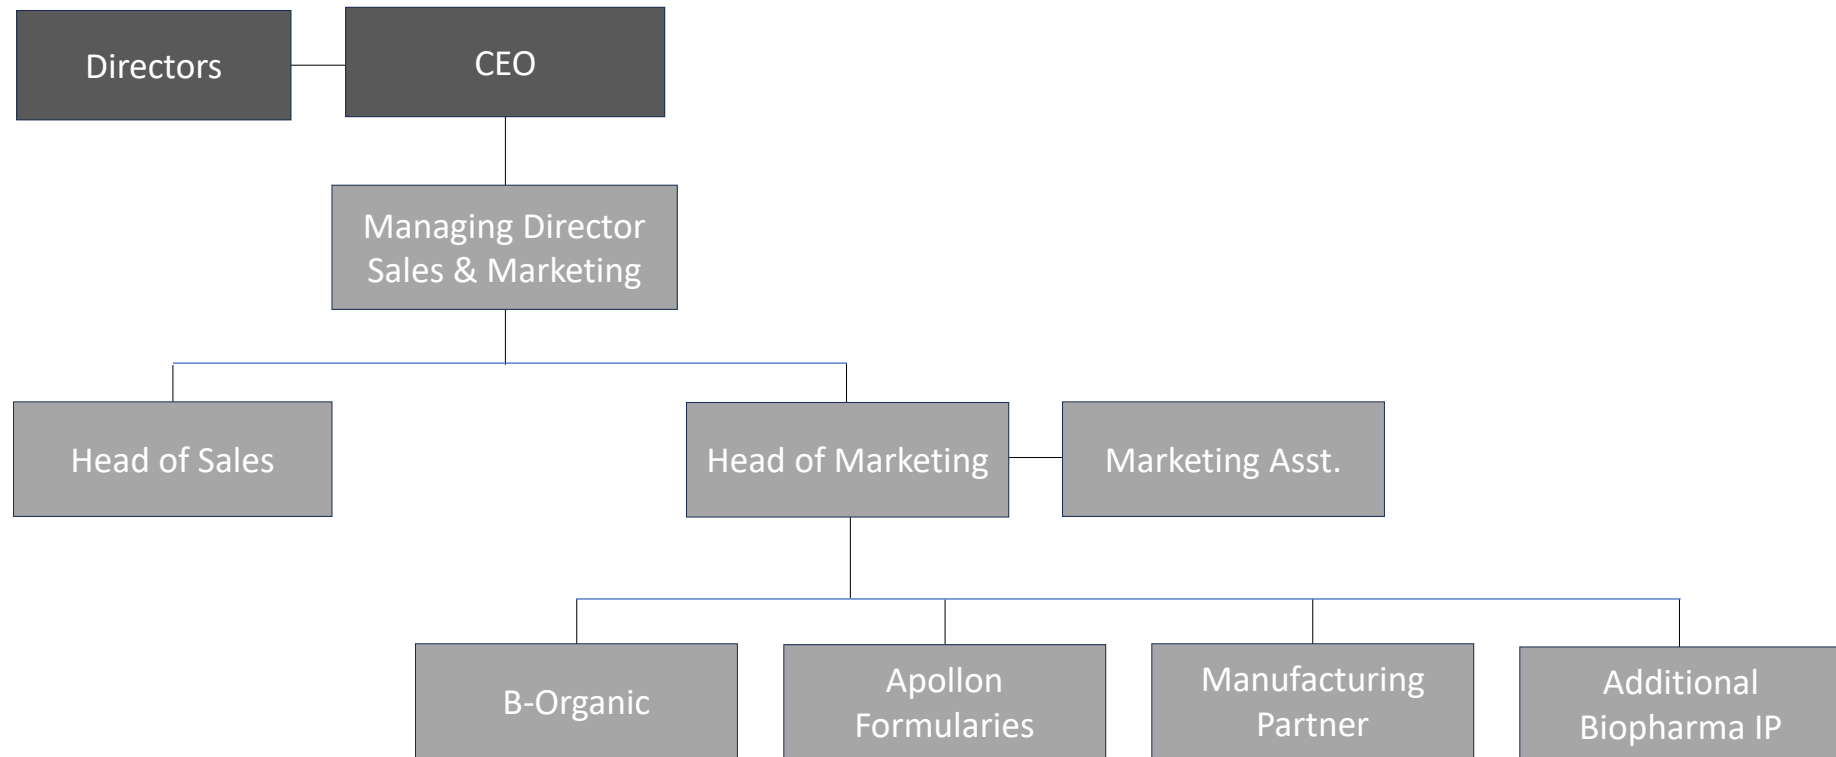 Directors
CEO
Managing Director
Sales & Marketing
Head of Sales
Head of Marketing
Marketing Asst.
B-Organic
Apollon
Formularies
Manufacturing
Partner
Additional
Biopharma IP